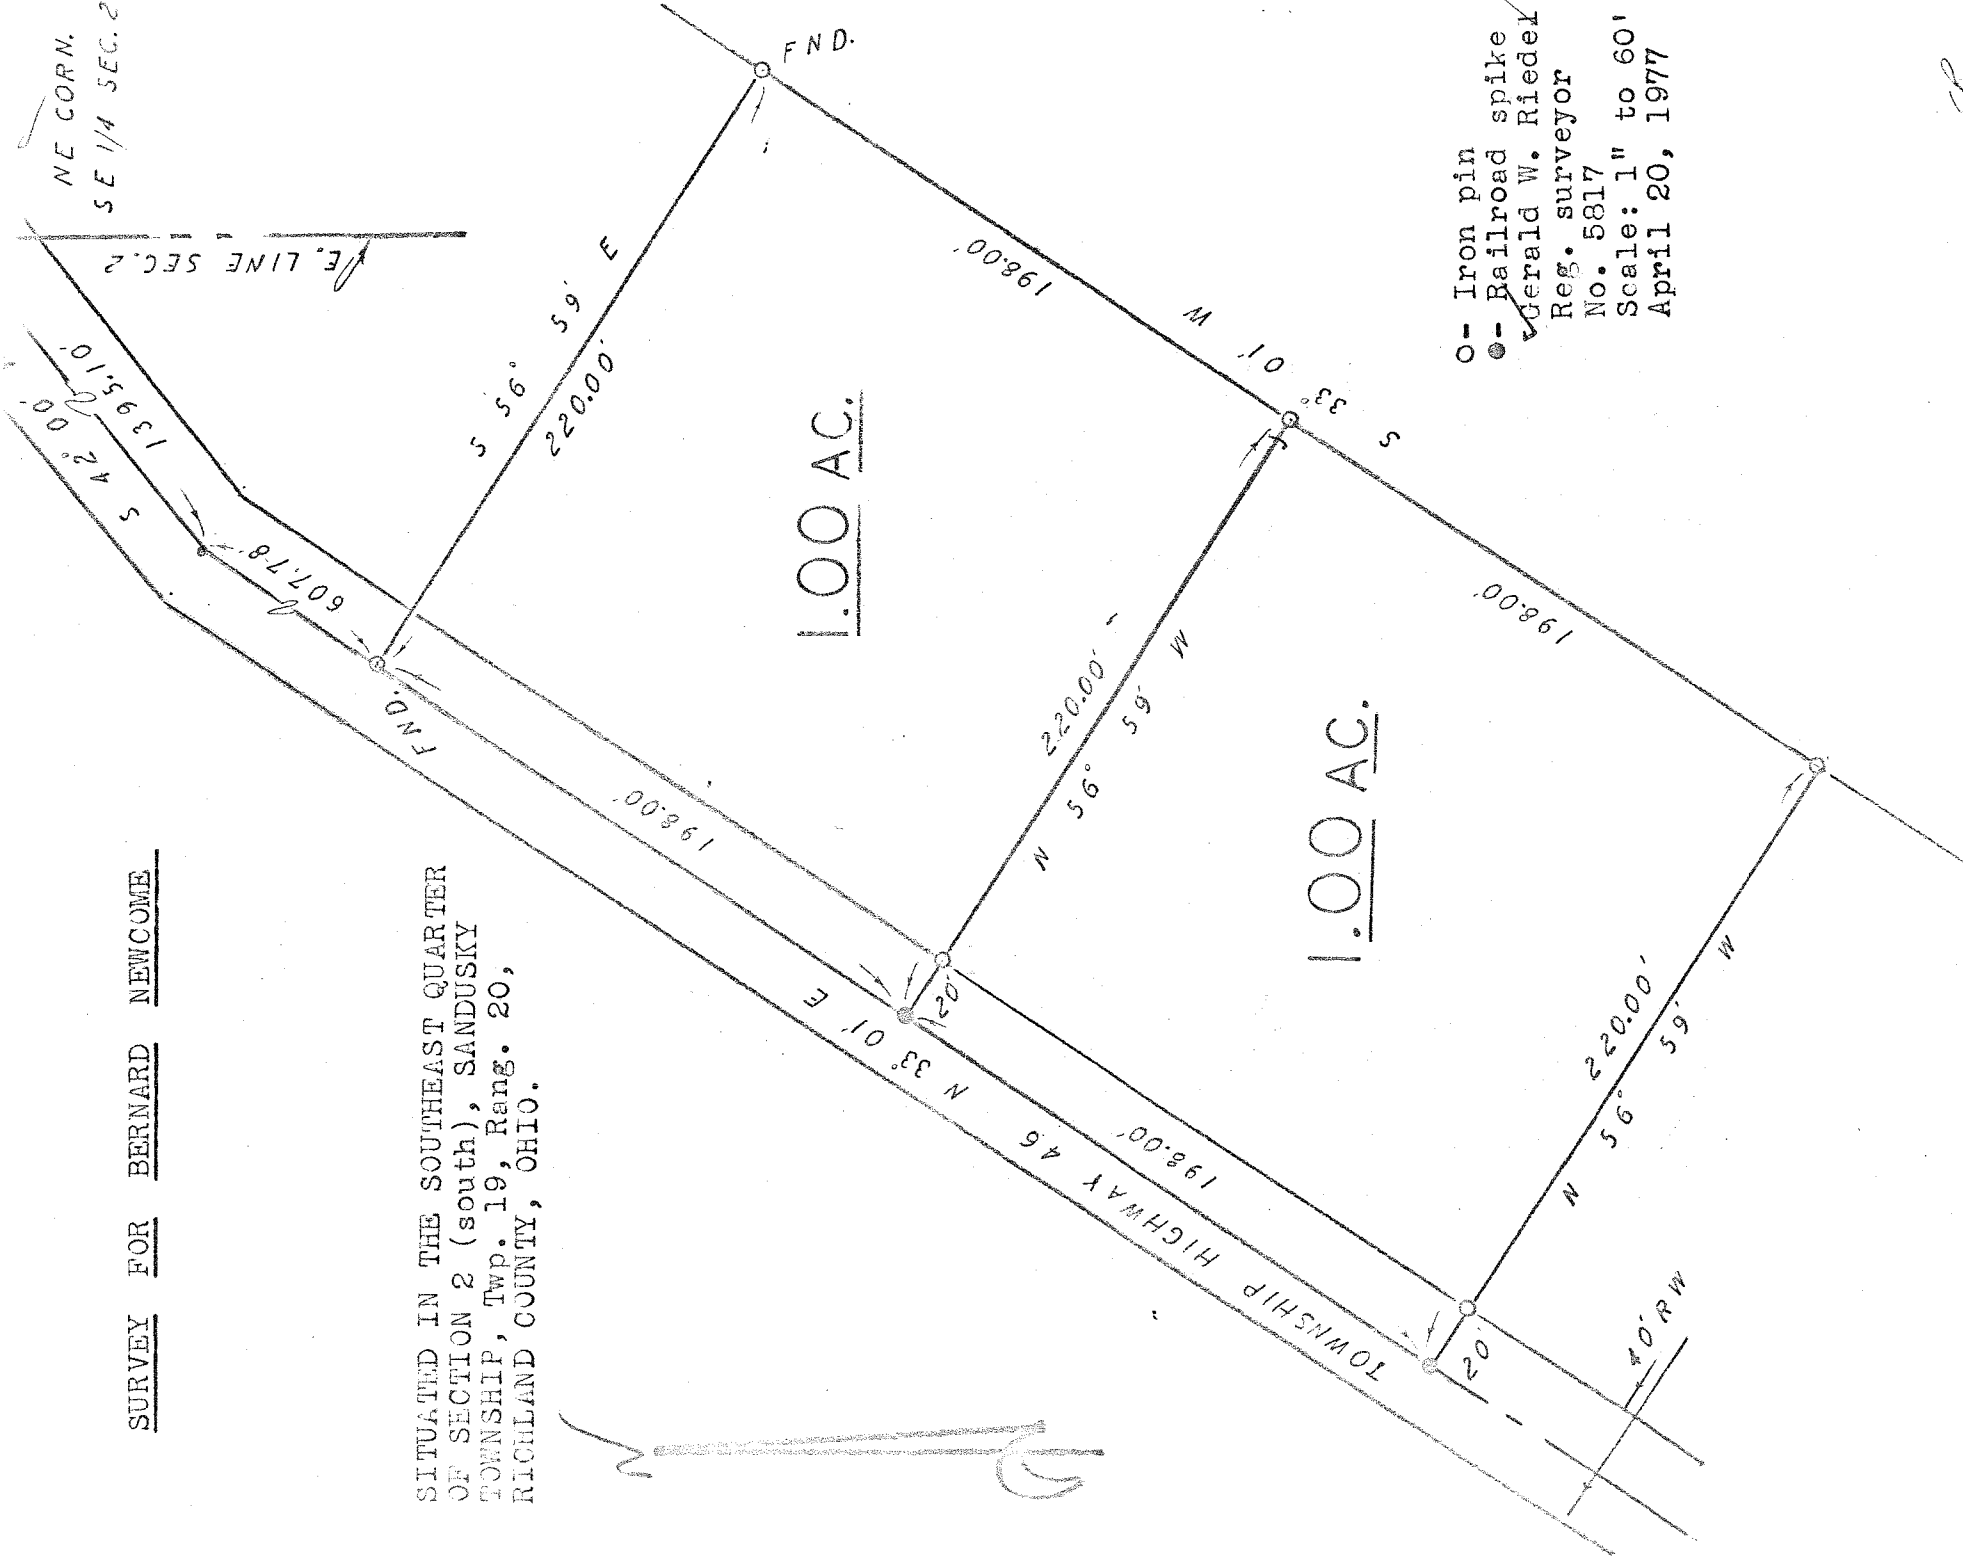 SURVEY FOR BERNARD NEWCOME
SITUATED IN THE SOUTHEAST QUARTER
OF SECTION 2 (south), SANDUSKY
TOWNSHIP, Twp. 19, Rang. 20,
RICHLAND COUNTY, OHIO.
NE CORN.
SE 1/4 SEC. 2
E. LINE SEC. 2
S 42° 00'
1395.10'
607.78'
FND.
S 56° 59' E
220.00'
FND.
198.00'
1.00 AC.
198.00'
S 33° 01' W
220.00'
N 56° 59' W
20'
N 33° 01' E
TOWNSHIP HIGHWAY 46
198.00'
1.00 AC.
198.00'
220.00'
N 56° 59' W
20'
40' R W
o- Iron pin
●- Railroad spike
Gerald W. Riedel
Reg. surveyor
No. 5817
Scale: 1" to 60'
April 20, 1977